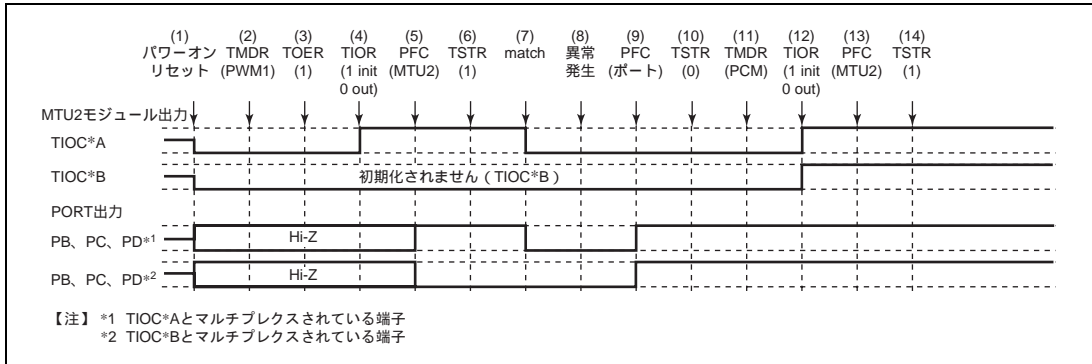 (1) (2) (3) (4) (5) (6) (7) (8) (9) (10) (11) (12) (13) (14)
パワーオン TMDR TOER TIOR PFC TSTR match 異常 PFC TSTR TMDR TIOR PFC TSTR
リセット (PWM1) (1) (1 init (MTU2) (1) 発生 (ポート) (0) (PCM) (1 init (MTU2) (1)
0 out) 0 out)
MTU2モジュール出力
TIOC*A
TIOC*B 初期化されません（TIOC*B）
PORT出力
PB、PC、PD*1 Hi-Z
PB、PC、PD*2 Hi-Z
【注】 *1 TIOC*Aとマルチプレクスされている端子
*2 TIOC*Bとマルチプレクスされている端子